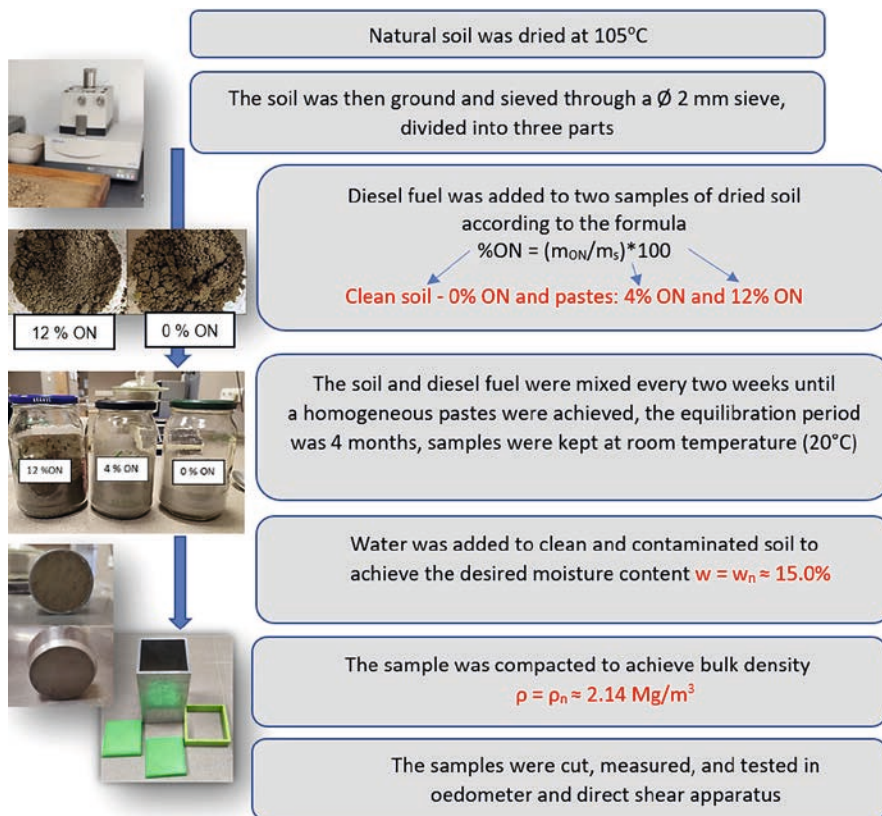 Natural soil was dried at 105°C
The soil was then ground and sieved through a Ø 2 mm sieve,
divided into three parts
Diesel fuel was added to two samples of dried soil
according to the formula
%ON = (mON/ms)*100
Clean soil - 0% ON and pastes: 4% ON and 12% ON
12 % ON
0 % ON
The soil and diesel fuel were mixed every two weeks until
a homogeneous pastes were achieved, the equilibration period
was 4 months, samples were kept at room temperature (20°C)
12 %ON
4 % ON
0 % ON
Water was added to clean and contaminated soil to
achieve the desired moisture content w = wn ≈ 15.0%
The sample was compacted to achieve bulk density
ρ = ρn ≈ 2.14 Mg/m³
The samples were cut, measured, and tested in
oedometer and direct shear apparatus